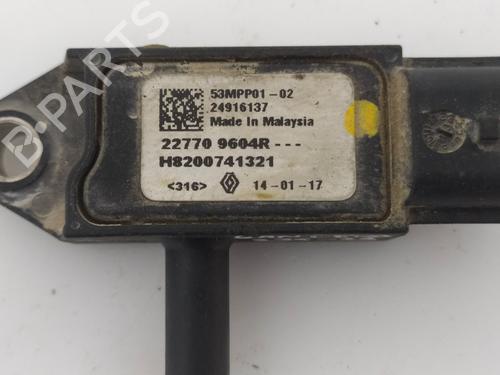 53MPP01-02
24916137
Made In Malaysia
22770 9604R ---
H8200741321
<316> 14-01-17
B-PARTS